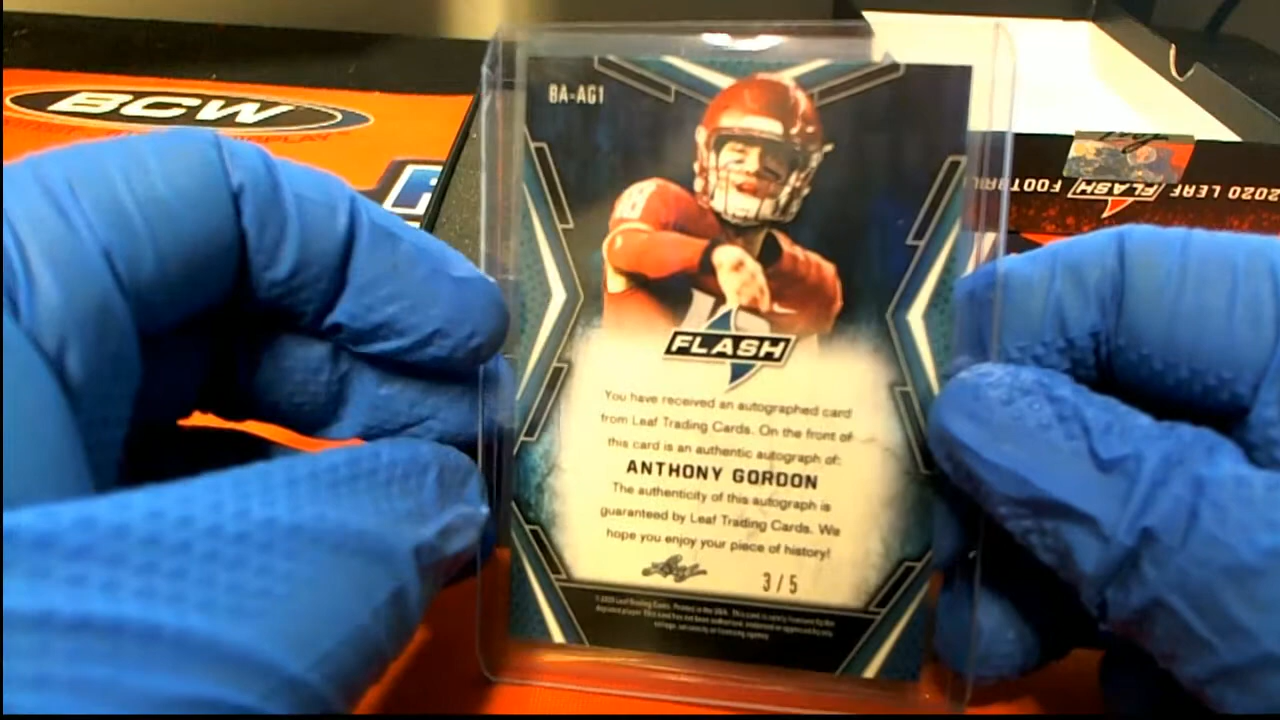 BCW
BA-AG1
18
2020 LEAF FLASH FOOTBALL
FLASH
You have received an autographed card
from Leaf Trading Cards. On the front of
this card is an authentic autograph of:
ANTHONY GORDON
The authenticity of this autograph is
guaranteed by Leaf Trading Cards. We
hope you enjoy your piece of history!
Leaf
3/5